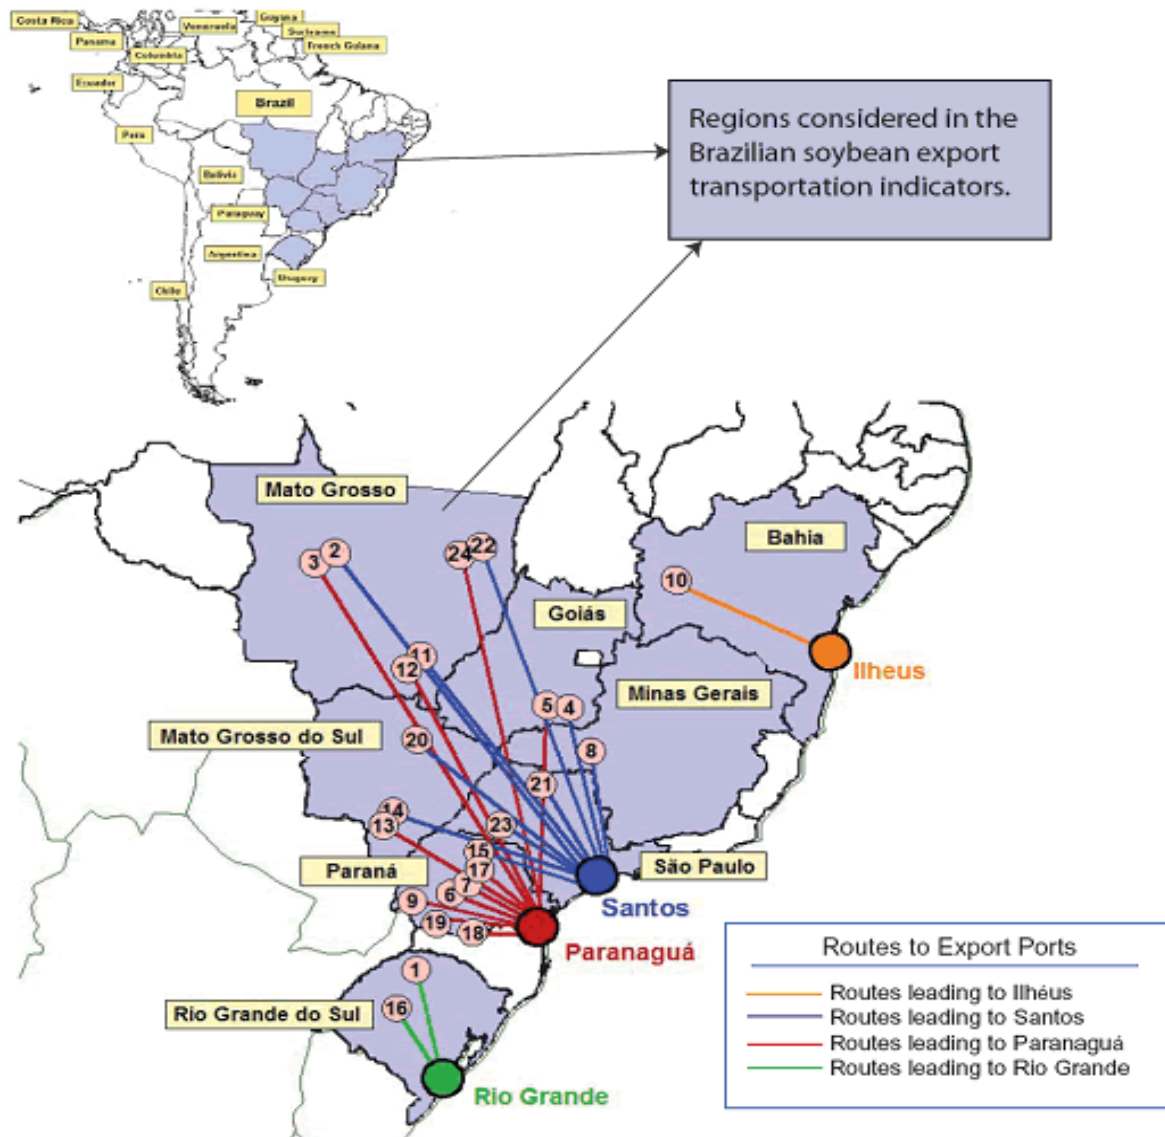 Costa Rica
Panama
Venezuela
Guyana
Suriname
French Guiana
Columbia
Ecuador
Brazil
Peru
Bolivia
Paraguay
Argentina
Uruguay
Chile
Regions considered in the
Brazilian soybean export
transportation indicators.
Mato Grosso
Bahia
3
2
24
22
10
Goiás
Ilheus
11
12
Minas Gerais
5
4
Mato Grosso do Sul
20
8
21
14
13
23
15
Paraná
17
São Paulo
7
6
9
Santos
19
18
Paranaguá
1
16
Rio Grande do Sul
Rio Grande
Routes to Export Ports
Routes leading to Ilhéus
Routes leading to Santos
Routes leading to Paranaguá
Routes leading to Rio Grande